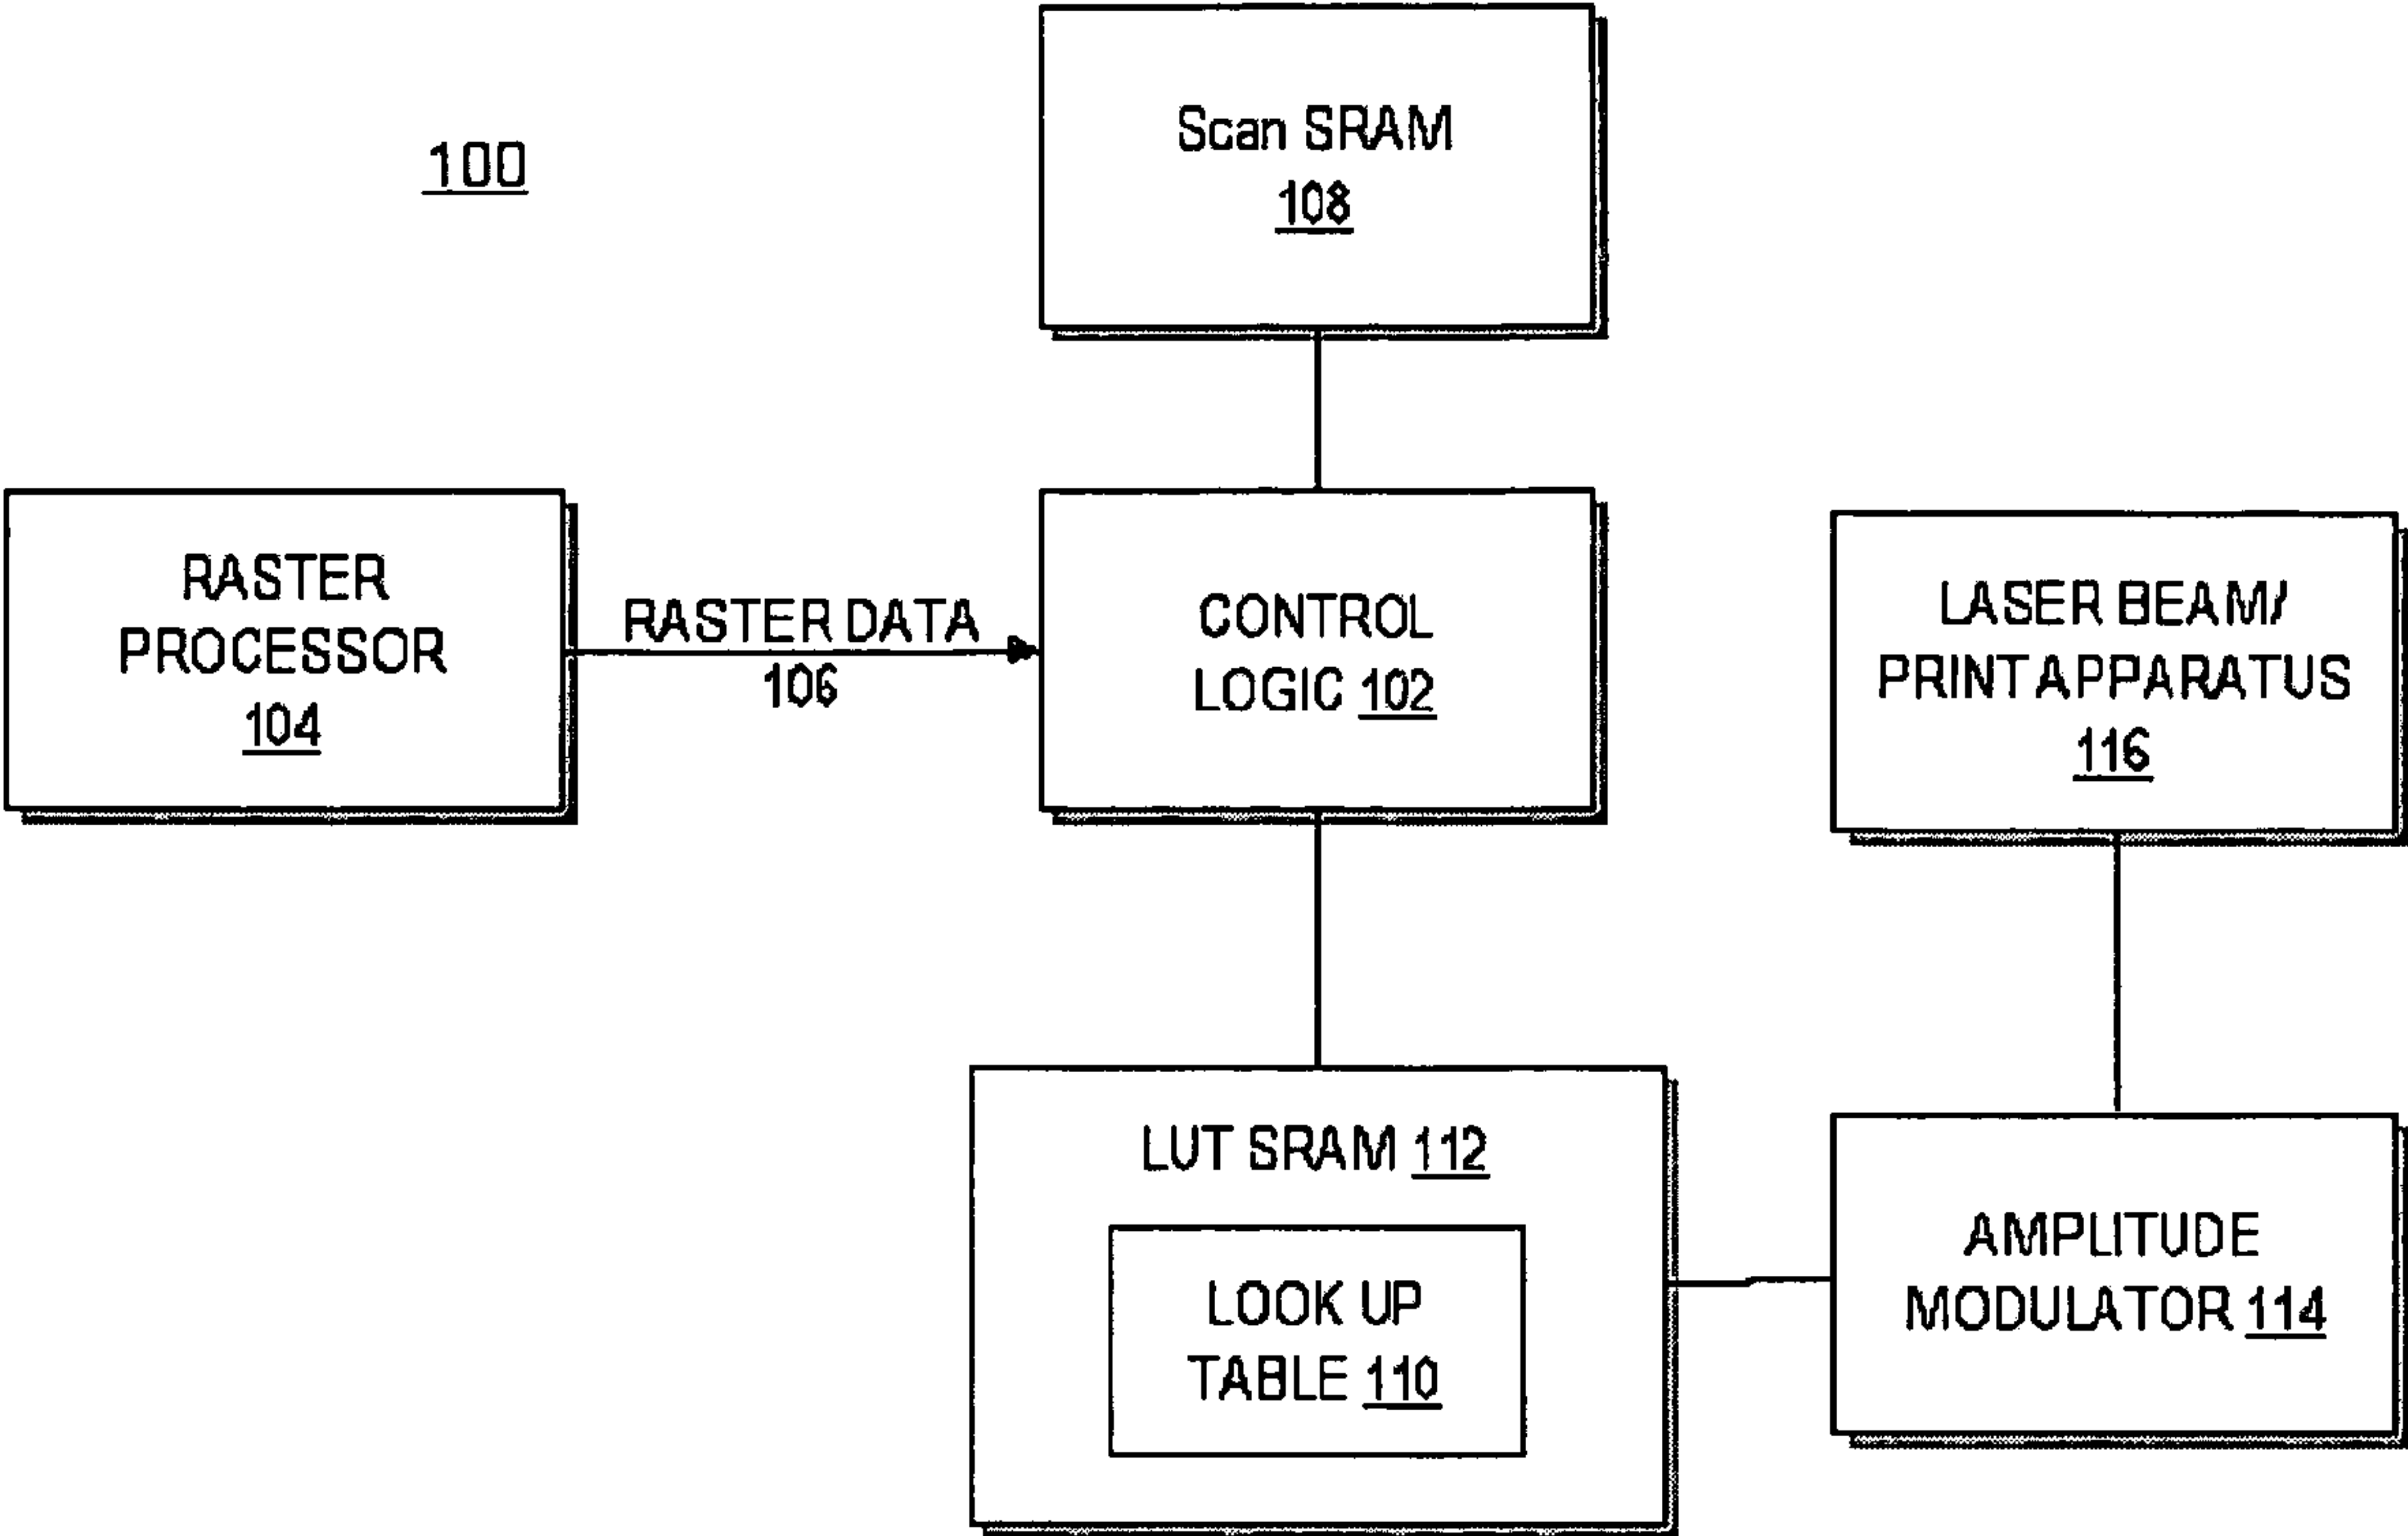 100
Scan SRAM
108
RASTER
PROCESSOR
104
RASTER DATA
106
CONTROL
LOGIC 102
LASER BEAM/
PRINT APPARATUS
116
LUT SRAM 112
LOOK UP
TABLE 110
AMPLITUDE
MODULATOR 114